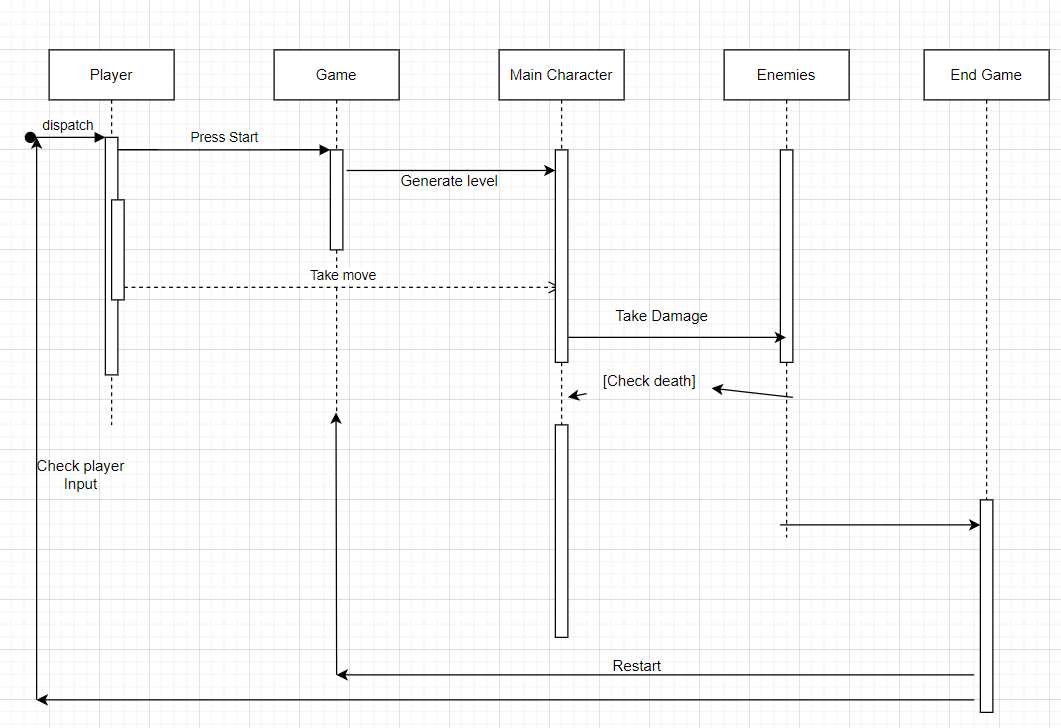 Player
Game
Main Character
Enemies
End Game
dispatch
Press Start
Generate level
Take move
Take Damage
[Check death]
Check player
Input
Restart